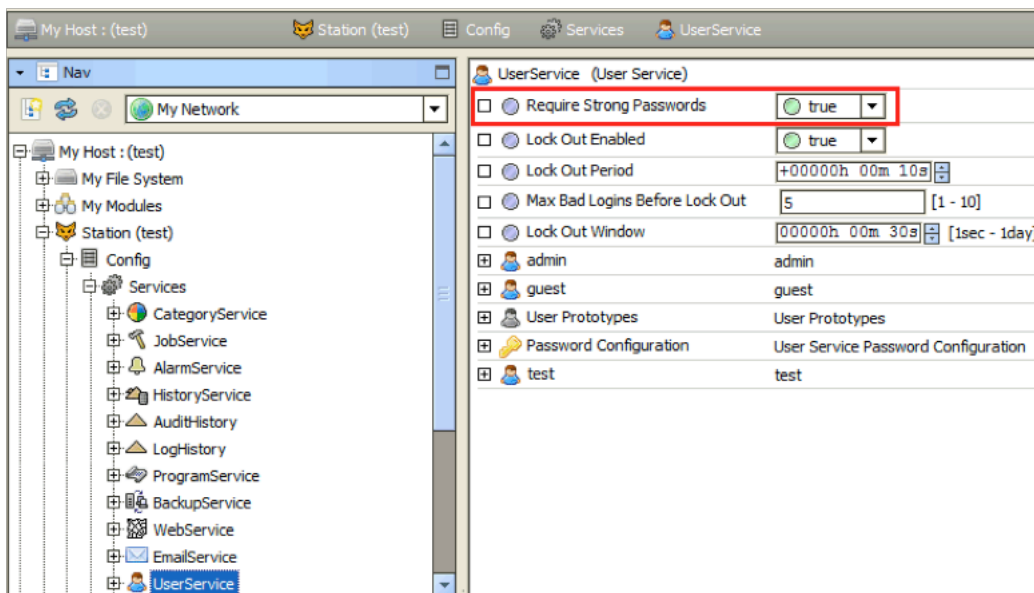 My Host : (test) Station (test) Config Services UserService
Nav
My Network
My Host : (test)
My File System
My Modules
Station (test)
Config
Services
CategoryService
JobService
AlarmService
HistoryService
AuditHistory
LogHistory
ProgramService
BackupService
WebService
EmailService
UserService
UserService (User Service)
Require Strong Passwords true
Lock Out Enabled true
Lock Out Period +00000h 00m 10s
Max Bad Logins Before Lock Out 5 [1 - 10]
Lock Out Window 00000h 00m 30s [1sec - 1day]
admin admin
guest guest
User Prototypes User Prototypes
Password Configuration User Service Password Configuration
test test